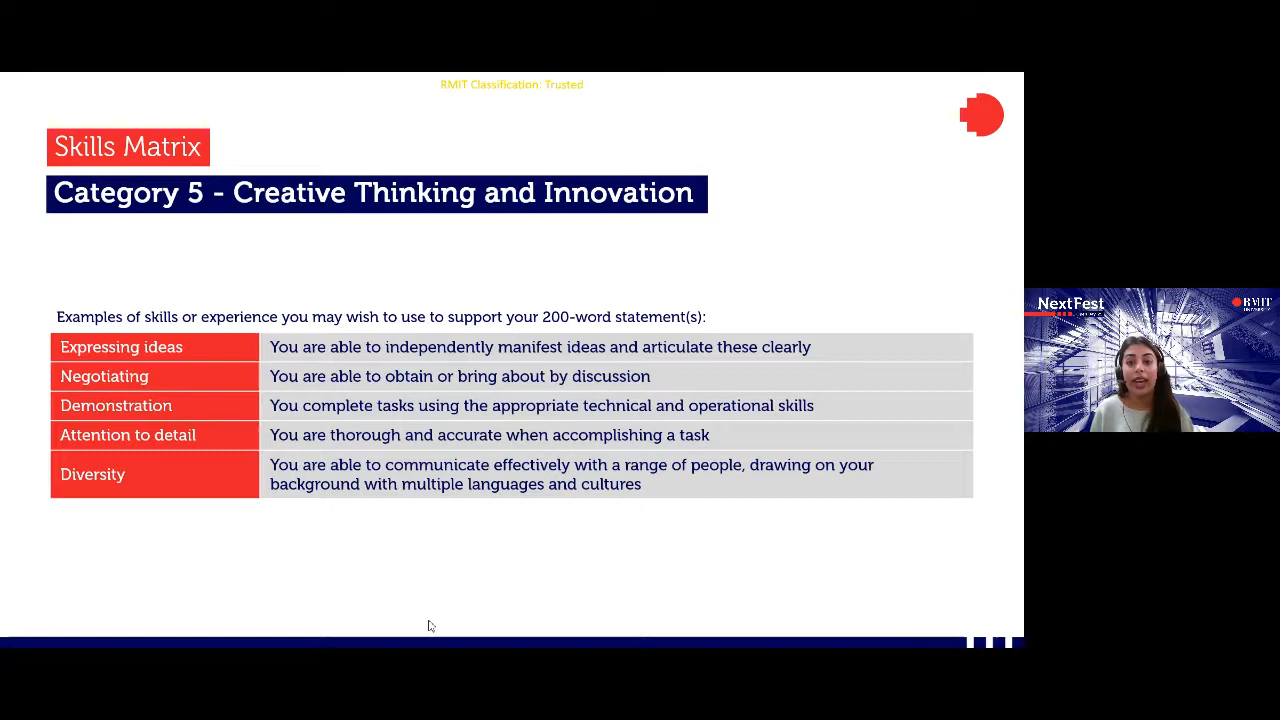 RMIT Classification: Trusted
Skills Matrix
Category 5 - Creative Thinking and Innovation
Examples of skills or experience you may wish to use to support your 200-word statement(s):
Expressing ideas You are able to independently manifest ideas and articulate these clearly
Negotiating You are able to obtain or bring about by discussion
Demonstration You complete tasks using the appropriate technical and operational skills
Attention to detail You are thorough and accurate when accomplishing a task
Diversity You are able to communicate effectively with a range of people, drawing on your
background with multiple languages and cultures
NextFest
RMIT
UNIVERSITY